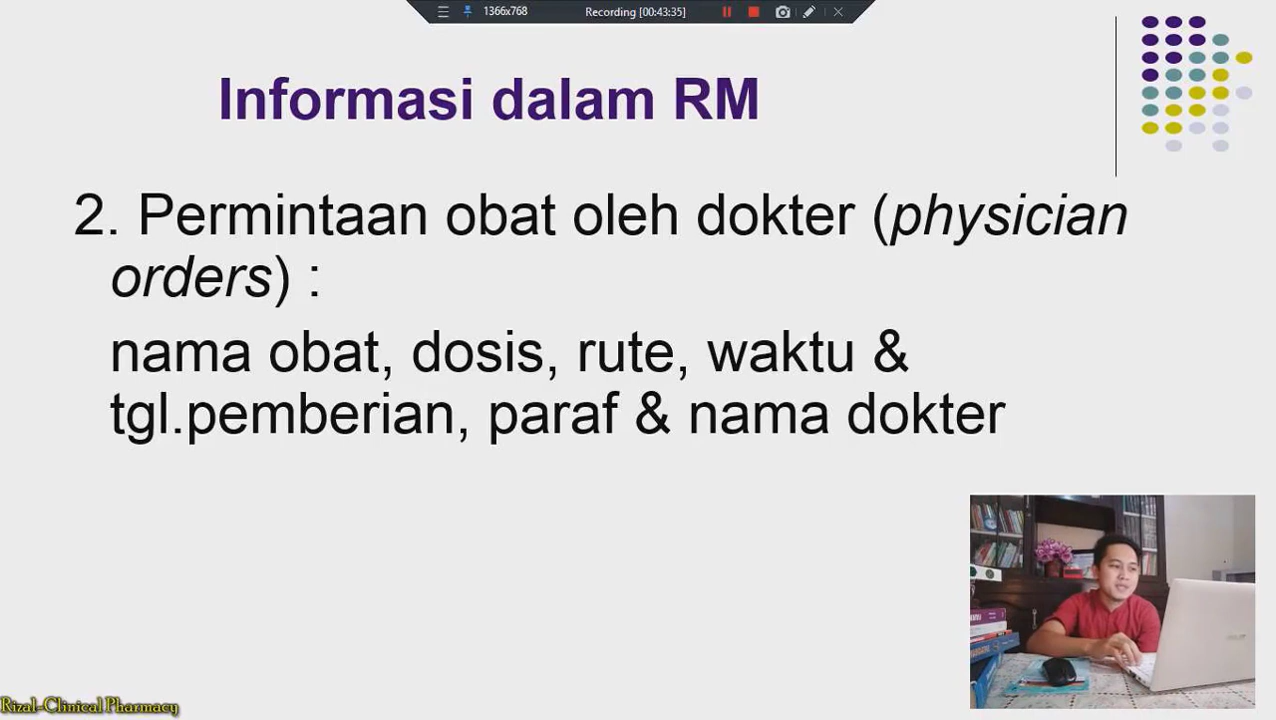 1366x768
Recording [00:43:35]
Informasi dalam RM
2. Permintaan obat oleh dokter (physician
orders) :
nama obat, dosis, rute, waktu &
tgl.pemberian, paraf & nama dokter
Rizal-Clinical Pharmacy